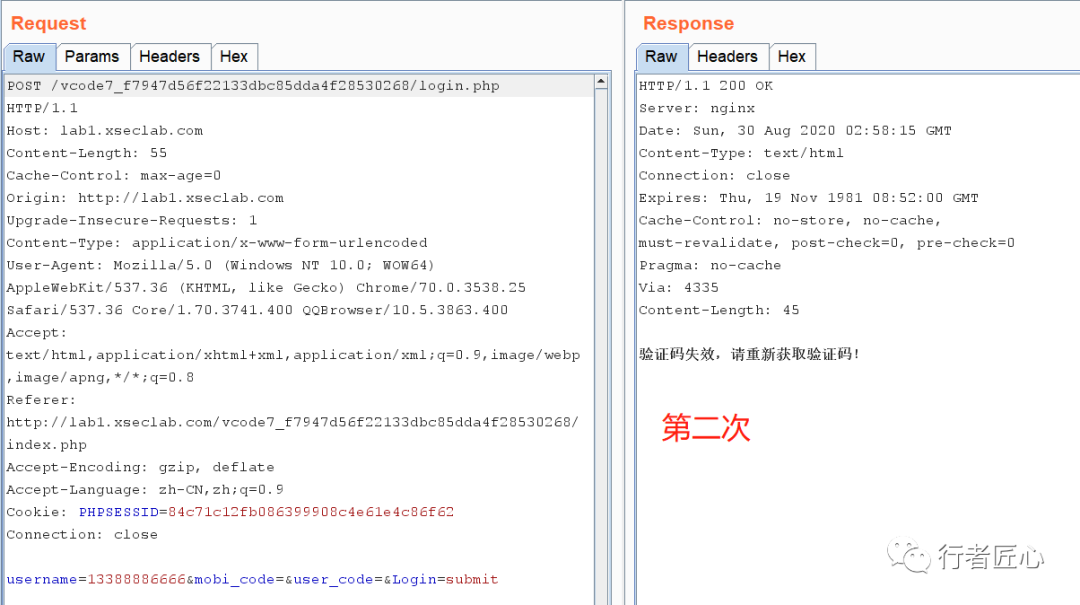 Request
Raw Params Headers Hex
POST /vcode7_f7947d56f22133dbc85dda4f28530268/login.php
HTTP/1.1
Host: lab1.xseclab.com
Content-Length: 55
Cache-Control: max-age=0
Origin: http://lab1.xseclab.com
Upgrade-Insecure-Requests: 1
Content-Type: application/x-www-form-urlencoded
User-Agent: Mozilla/5.0 (Windows NT 10.0; WOW64)
AppleWebKit/537.36 (KHTML, like Gecko) Chrome/70.0.3538.25
Safari/537.36 Core/1.70.3741.400 QQBrowser/10.5.3863.400
Accept:
text/html,application/xhtml+xml,application/xml;q=0.9,image/webp
,image/apng,*/*;q=0.8
Referer:
http://lab1.xseclab.com/vcode7_f7947d56f22133dbc85dda4f28530268/
index.php
Accept-Encoding: gzip, deflate
Accept-Language: zh-CN,zh;q=0.9
Cookie: PHPSESSID=84c71c12fb086399908c4e61e4c86f62
Connection: close
username=13388886666&mobi_code=&user_code=&Login=submit
Response
Raw Headers Hex
HTTP/1.1 200 OK
Server: nginx
Date: Sun, 30 Aug 2020 02:58:15 GMT
Content-Type: text/html
Connection: close
Expires: Thu, 19 Nov 1981 08:52:00 GMT
Cache-Control: no-store, no-cache,
must-revalidate, post-check=0, pre-check=0
Pragma: no-cache
Via: 4335
Content-Length: 45
验证码失效，请重新获取验证码!
第二次
行者匠心